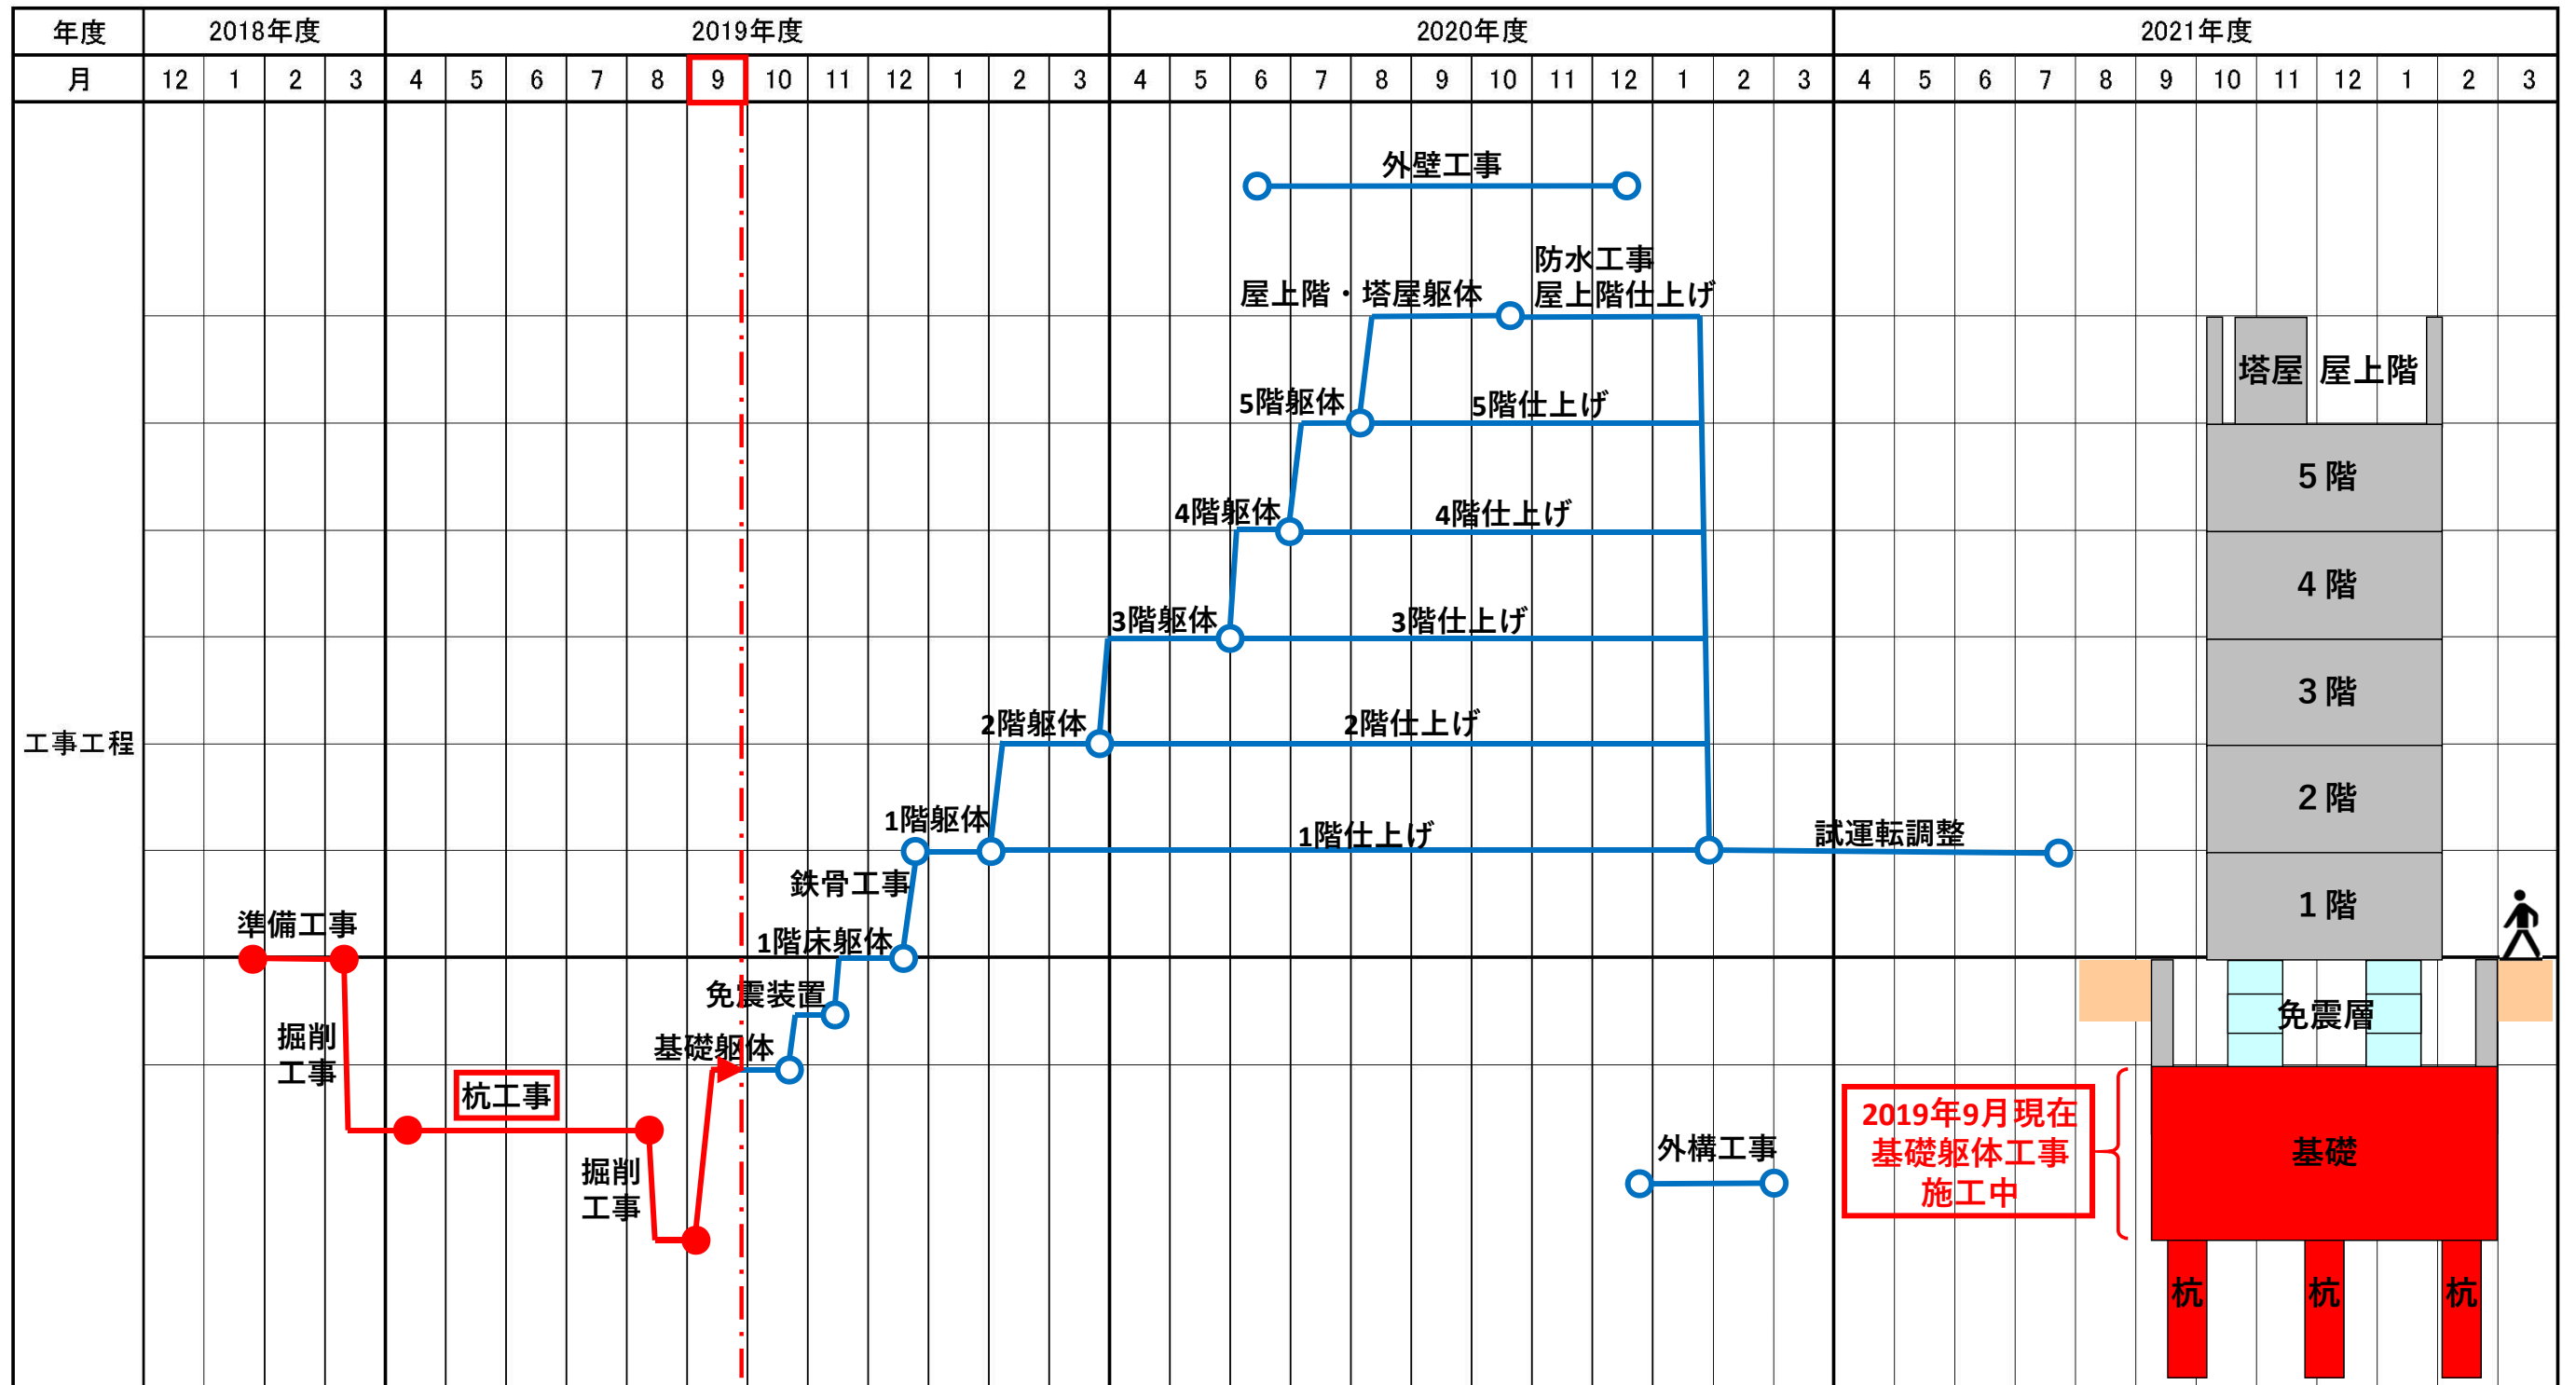 年度 2018年度 2019年度 2020年度 2021年度
月 12 1 2 3 4 5 6 7 8 9 10 11 12 1 2 3 4 5 6 7 8 9 10 11 12 1 2 3 4 5 6 7 8 9 10 11 12 1 2 3
工事工程
外壁工事
防水工事
屋上階仕上げ
屋上階・塔屋躯体
5階躯体
5階仕上げ
4階躯体
4階仕上げ
3階躯体
3階仕上げ
2階躯体
2階仕上げ
1階躯体
1階仕上げ
試運転調整
鉄骨工事
準備工事
1階床躯体
免震装置
掘削
工事
基礎躯体
杭工事
掘削
工事
外構工事
塔屋 屋上階
5階
4階
3階
2階
1階
免震層
2019年9月現在
基礎躯体工事
施工中
基礎
杭 杭 杭